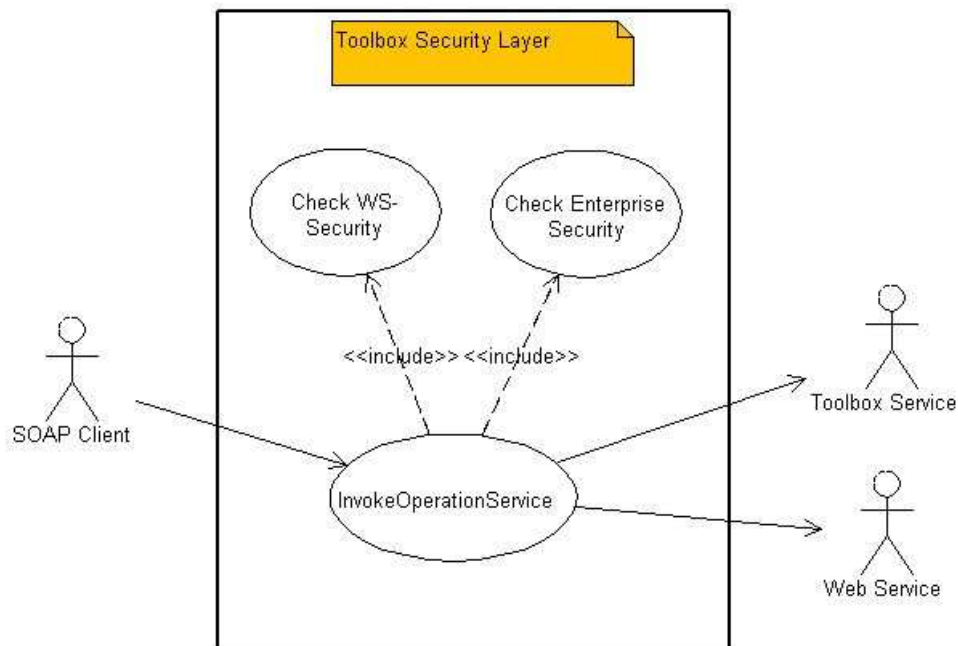 Toolbox Security Layer
Check WS-
Security
Check Enterprise
Security
<<include>> <<include>>
SOAP Client
InvokeOperationService
Toolbox Service
Web Service